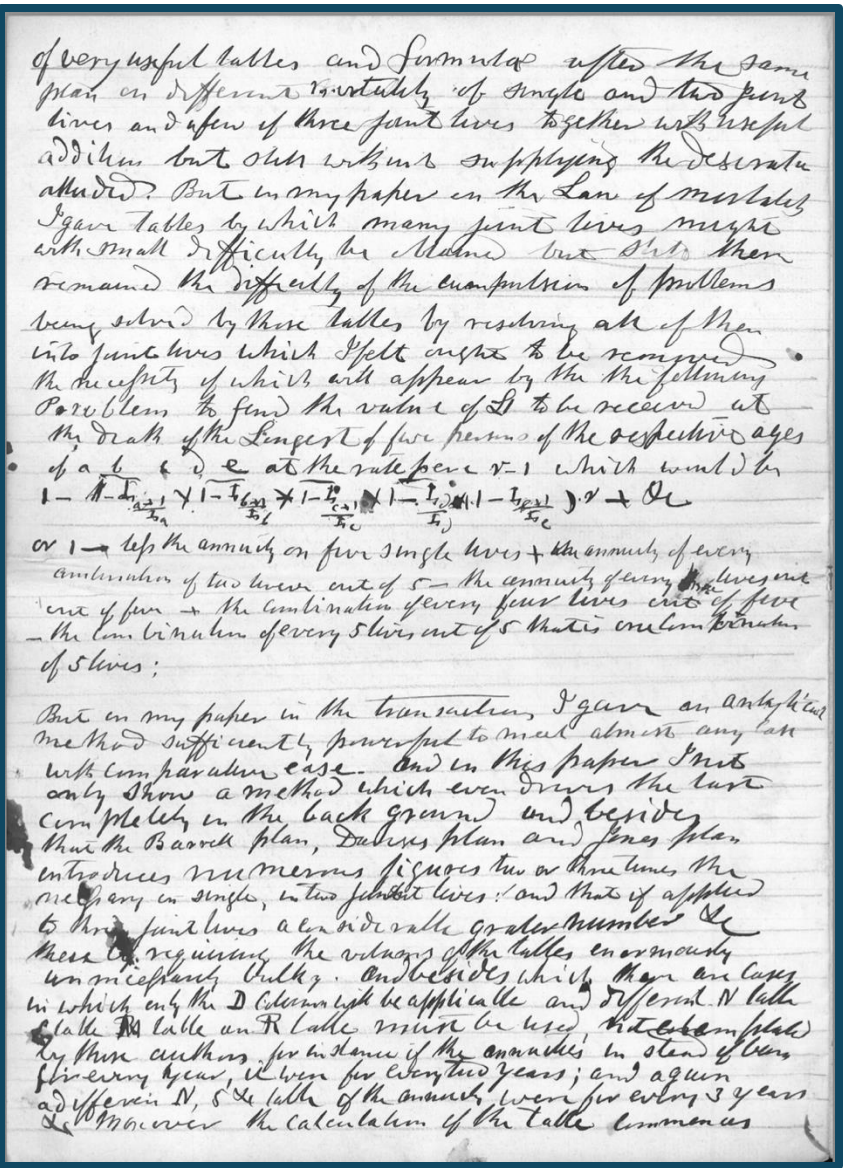 of very useful tables and formula after the same
plan on different mortality of single and two joint
lives and a few of three joint lives together with useful
addition but still without supplying the desirata
alluded. But in my paper on the Law of mortality
I gave tables by which many joint lives might
with small difficulty be obtained but still there
remained the difficulty of the compulsion of problems
being solved by those tables by resolving all of them
into joint lives which I felt ought to be removed
the necessity of which will appear by the the following
Problem to find the value of £1 to be received at
the death of the Longest of five persons of the respective ages
of a b c d e at the rate per c r-1 which would be
1 -
or 1 - less the annuity on five single lives + the annuity of every
combination of two out of 5 - the annuity of every three lives out
out of five + the combination of every four lives out of five
- the combination of every 5 lives out of 5 that is one combination
of 5 lives;
But in my paper in the transactions I gave an analytical
method sufficiently powerful to meet almost any case
with comparative ease. And in this paper I not
only show a method which even drives the last
completely in the back ground and besides
that the Barrett plan, Davies plan and Jones plan
introduces numerous figures two or three times the
necessary in single, in two joint lives! and that if applied
to three joint lives a considerable greater number &c
these requiring the volumes of the tables enormously
unnecessarily bulky. And besides which there are cases
in which only the D Column will be applicable and different N table
S table M table an R table must be used, not
by those authors, for instance if the annuities in stead of being
for every year, it were for every two years; and again
a different N, S &c table if the annuity were for every 3 years
&c Moreover the calculation of the table commences